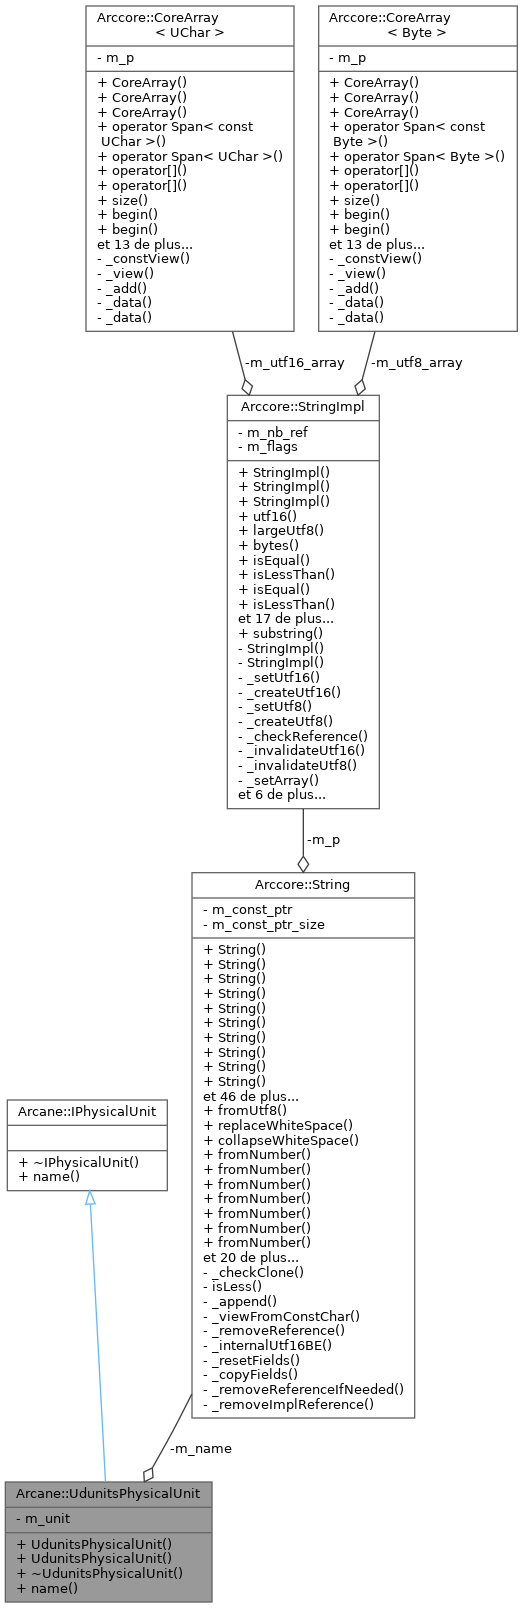 Arccore::CoreArray
< UChar >
- m_p
+ CoreArray()
+ CoreArray()
+ CoreArray()
+ operator Span< const
UChar >()
+ operator Span< UChar >()
+ operator[]()
+ operator[]()
+ size()
+ begin()
+ begin()
et 13 de plus...
- _constView()
- _view()
- _add()
- _data()
- _data()
Arccore::CoreArray
< Byte >
- m_p
+ CoreArray()
+ CoreArray()
+ CoreArray()
+ operator Span< const
Byte >()
+ operator Span< Byte >()
+ operator[]()
+ operator[]()
+ size()
+ begin()
+ begin()
et 13 de plus...
- _constView()
- _view()
- _add()
- _data()
- _data()
-m_utf16_array
-m_utf8_array
Arccore::StringImpl
- m_nb_ref
- m_flags
+ StringImpl()
+ StringImpl()
+ StringImpl()
+ utf16()
+ largeUtf8()
+ bytes()
+ isEqual()
+ isLessThan()
+ isEqual()
+ isLessThan()
et 17 de plus...
+ substring()
- StringImpl()
- StringImpl()
- _setUtf16()
- _createUtf16()
- _setUtf8()
- _createUtf8()
- _checkReference()
- _invalidateUtf16()
- _invalidateUtf8()
- _setArray()
et 6 de plus...
-m_p
Arccore::String
- m_const_ptr
- m_const_ptr_size
+ String()
+ String()
+ String()
+ String()
+ String()
+ String()
+ String()
+ String()
+ String()
+ String()
et 46 de plus...
+ fromUtf8()
+ replaceWhiteSpace()
+ collapseWhiteSpace()
+ fromNumber()
+ fromNumber()
+ fromNumber()
+ fromNumber()
+ fromNumber()
+ fromNumber()
+ fromNumber()
et 20 de plus...
- _checkClone()
- isLess()
- _append()
- _viewFromConstChar()
- _removeReference()
- _internalUtf16BE()
- _resetFields()
- _copyFields()
- _removeReferenceIfNeeded()
- _removeImplReference()
Arcane::IPhysicalUnit
+ ~IPhysicalUnit()
+ name()
-m_name
Arcane::UdunitsPhysicalUnit
- m_unit
+ UdunitsPhysicalUnit()
+ UdunitsPhysicalUnit()
+ ~UdunitsPhysicalUnit()
+ name()